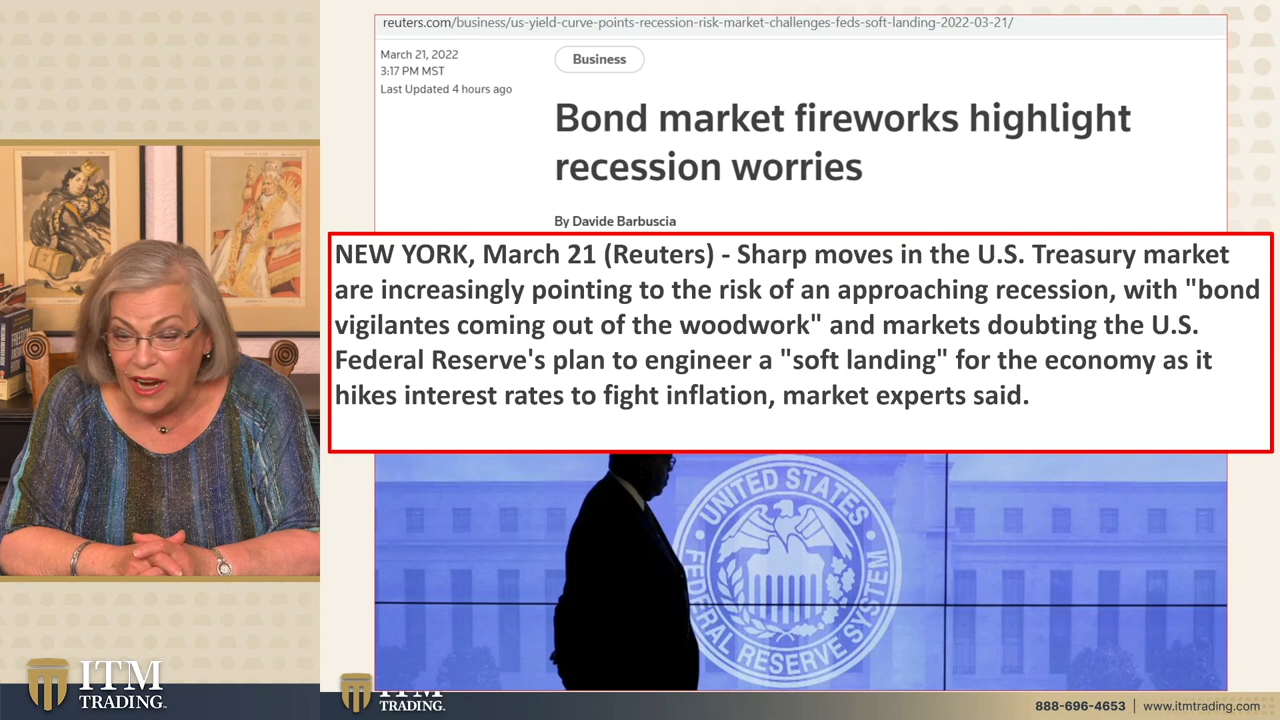 reuters.com/business/us-yield-curve-points-recession-risk-market-challenges-feds-soft-landing-2022-03-21/
March 21, 2022
3:17 PM MST
Last Updated 4 hours ago
Business
Bond market fireworks highlight
recession worries
By Davide Barbuscia
NEW YORK, March 21 (Reuters) - Sharp moves in the U.S. Treasury market
are increasingly pointing to the risk of an approaching recession, with "bond
vigilantes coming out of the woodwork" and markets doubting the U.S.
Federal Reserve's plan to engineer a "soft landing" for the economy as it
hikes interest rates to fight inflation, market experts said.
UNITED STATES
FEDERAL RESERVE SYSTEM
ITM
TRADING.
ITM
TRADING.
888-696-4653 | www.itmtrading.com